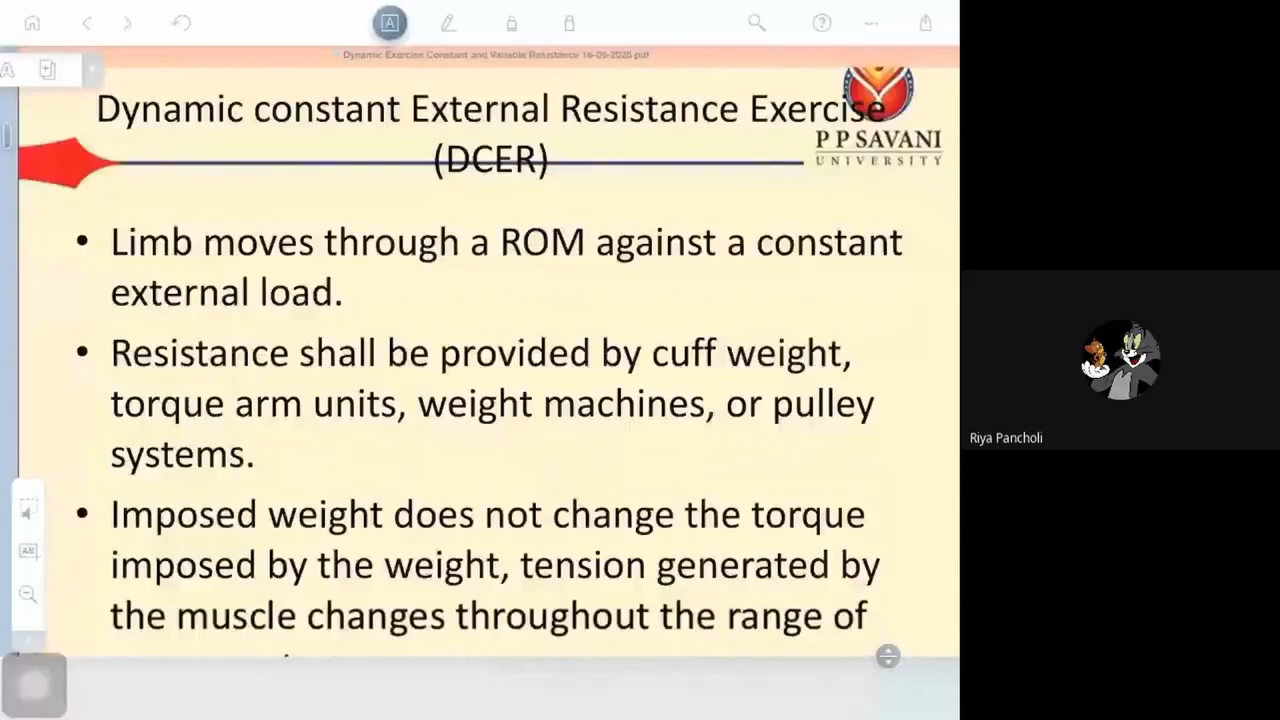 Dynamic Exercise Constant and Variable Resistance 16-09-2020.pdf
Dynamic constant External Resistance Exercise
(DCER)
P P SAVANI
UNIVERSITY
• Limb moves through a ROM against a constant
external load.
• Resistance shall be provided by cuff weight,
torque arm units, weight machines, or pulley
systems.
• Imposed weight does not change the torque
imposed by the weight, tension generated by
the muscle changes throughout the range of
Riya Pancholi